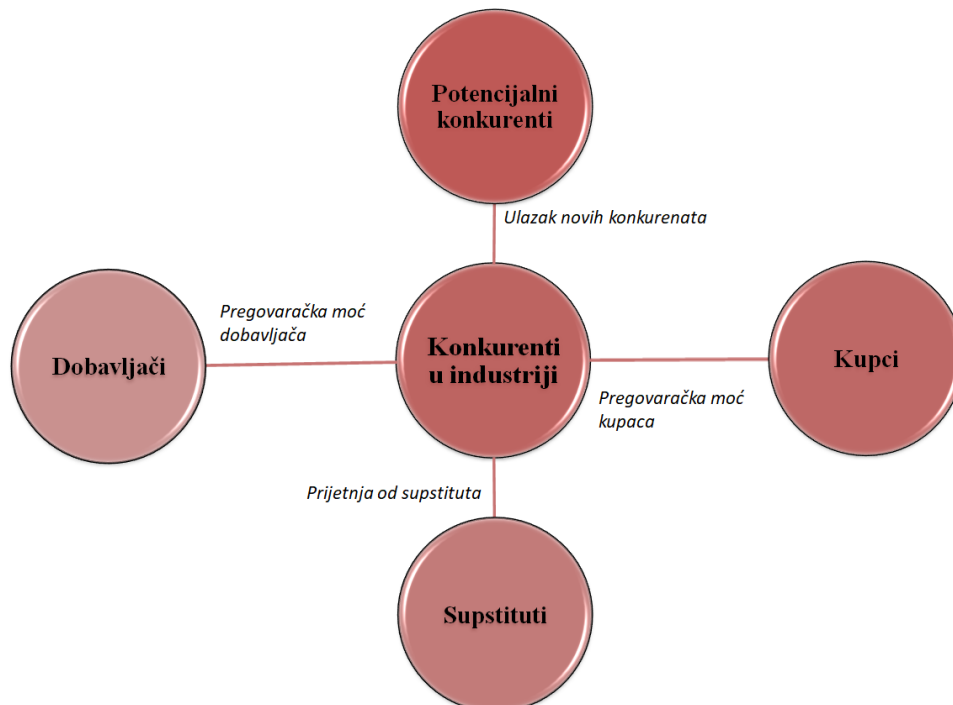 Potencijalni
konkurenti
Ulazak novih konkurenata
Pregovaračka moć
dobavljača
Dobavljači
Konkurenti
u industriji
Kupci
Pregovaračka moć
kupaca
Prijetnja od supstituta
Supstituti